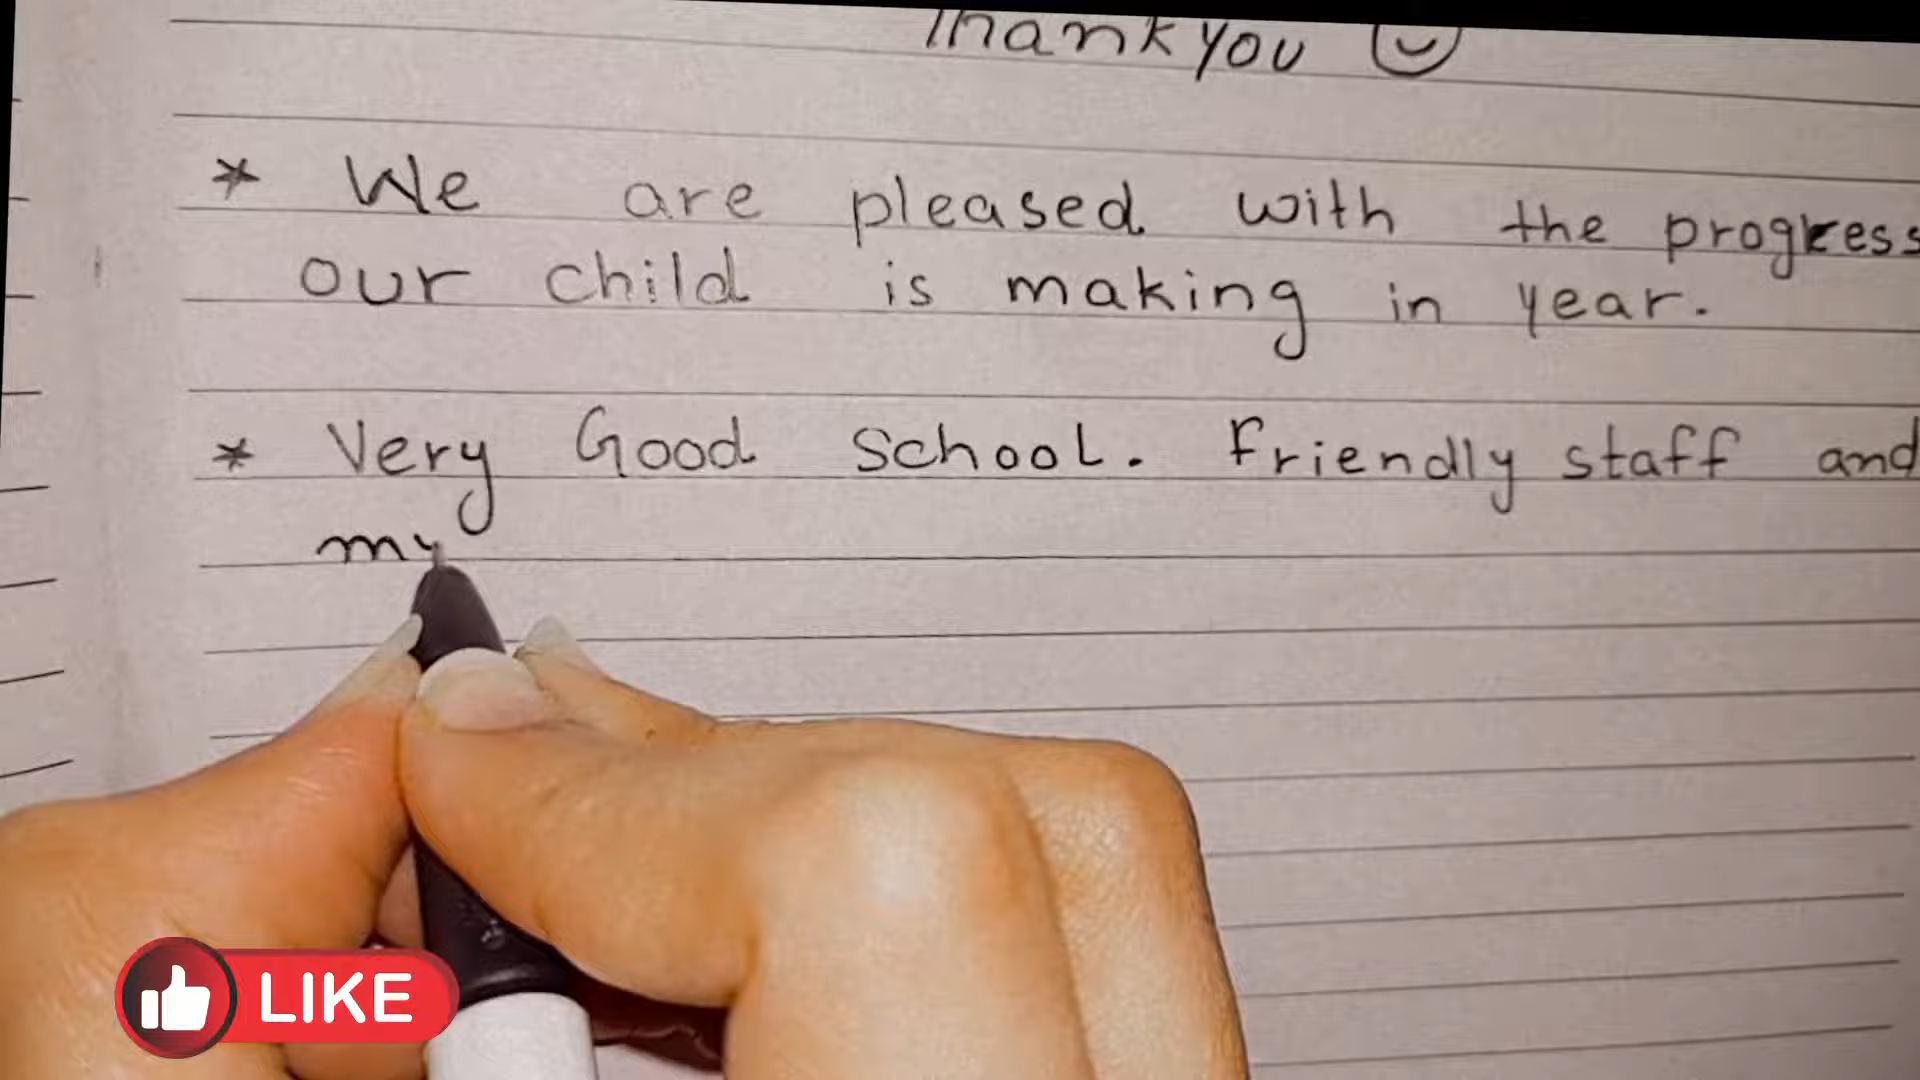 Thank you
* We are pleased with the progress
our child is making in year.
* Very Good School. Friendly staff and
my
LIKE